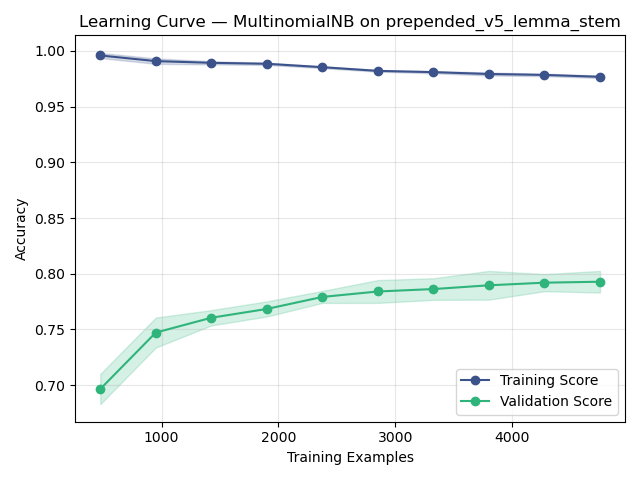 Learning Curve — MultinomialNB on prepended_v5_lemma_stem
1.00
0.95
0.90
0.85
0.80
0.75
0.70
Accuracy
Training Score
Validation Score
1000 2000 3000 4000
Training Examples